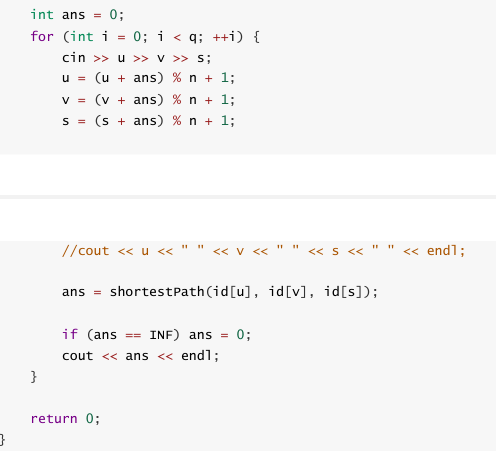 int ans = 0;
for (int i = 0; i < q; ++i) {
cin >> u >> v >> s;
u = (u + ans) % n + 1;
v = (v + ans) % n + 1;
s = (s + ans) % n + 1;
//cout << u << " " << v << " " << s << " " << endl;
ans = shortestPath(id[u], id[v], id[s]);
if (ans == INF) ans = 0;
cout << ans << endl;
}
return 0;
}